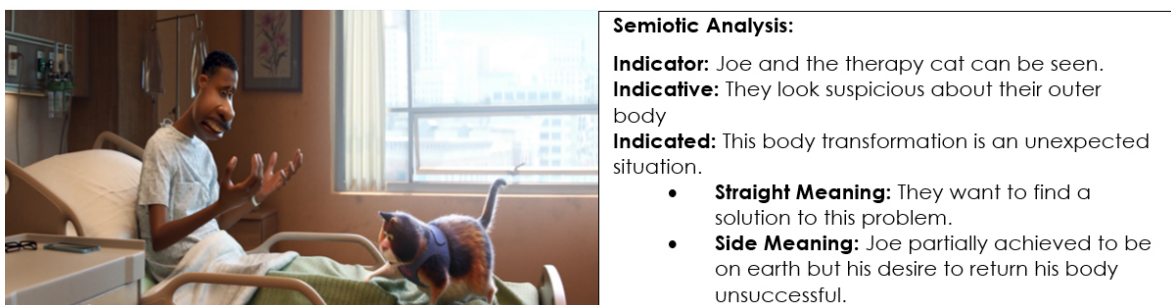 Semiotic Analysis:
Indicator: Joe and the therapy cat can be seen.
Indicative: They look suspicious about their outer
body
Indicated: This body transformation is an unexpected
situation.
• Straight Meaning: They want to find a
solution to this problem.
• Side Meaning: Joe partially achieved to be
on earth but his desire to return his body
unsuccessful.